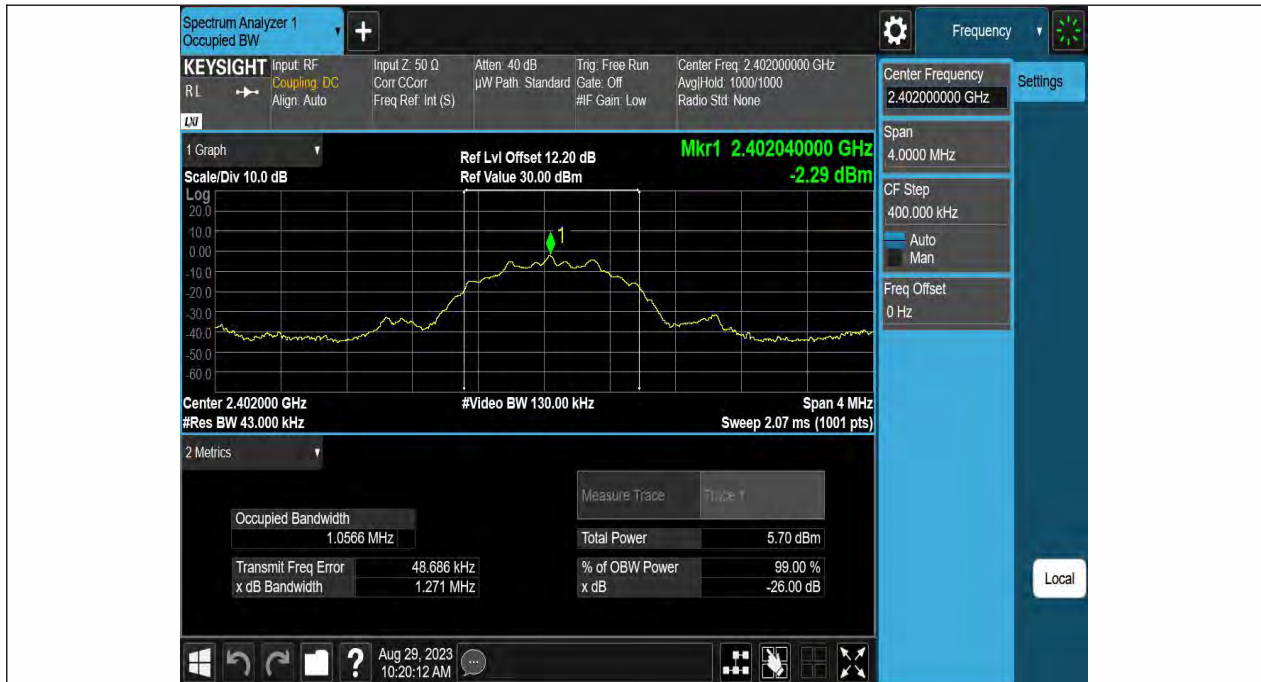 Spectrum Analyzer 1
Occupied BW
+
Frequency
KEYSIGHT
RL
LXI
Input: RF
Coupling: DC
Align: Auto
Input Z: 50 Ω
Corr CCorr
Freq Ref: Int (S)
Atten: 40 dB
µW Path: Standard
Trig: Free Run
Gate: Off
#IF Gain: Low
Center Freq: 2.402000000 GHz
Avg|Hold: 1000/1000
Radio Std: None
Center Frequency
2.402000000 GHz
Settings
Span
4.0000 MHz
CF Step
400.000 kHz
Auto
Man
Freq Offset
0 Hz
Local
1 Graph
Scale/Div 10.0 dB
Ref Lvl Offset 12.20 dB
Ref Value 30.00 dBm
Mkr1 2.402040000 GHz
-2.29 dBm
Log
20.0
10.0
0.00
-10.0
-20.0
-30.0
-40.0
-50.0
-60.0
1
Center 2.402000 GHz
#Res BW 43.000 kHz
#Video BW 130.00 kHz
Span 4 MHz
Sweep 2.07 ms (1001 pts)
2 Metrics
Measure Trace
Trace 1
Occupied Bandwidth
1.0566 MHz
Total Power 5.70 dBm
Transmit Freq Error 48.686 kHz
% of OBW Power 99.00 %
x dB Bandwidth 1.271 MHz
x dB -26.00 dB
?
Aug 29, 2023
10:20:12 AM